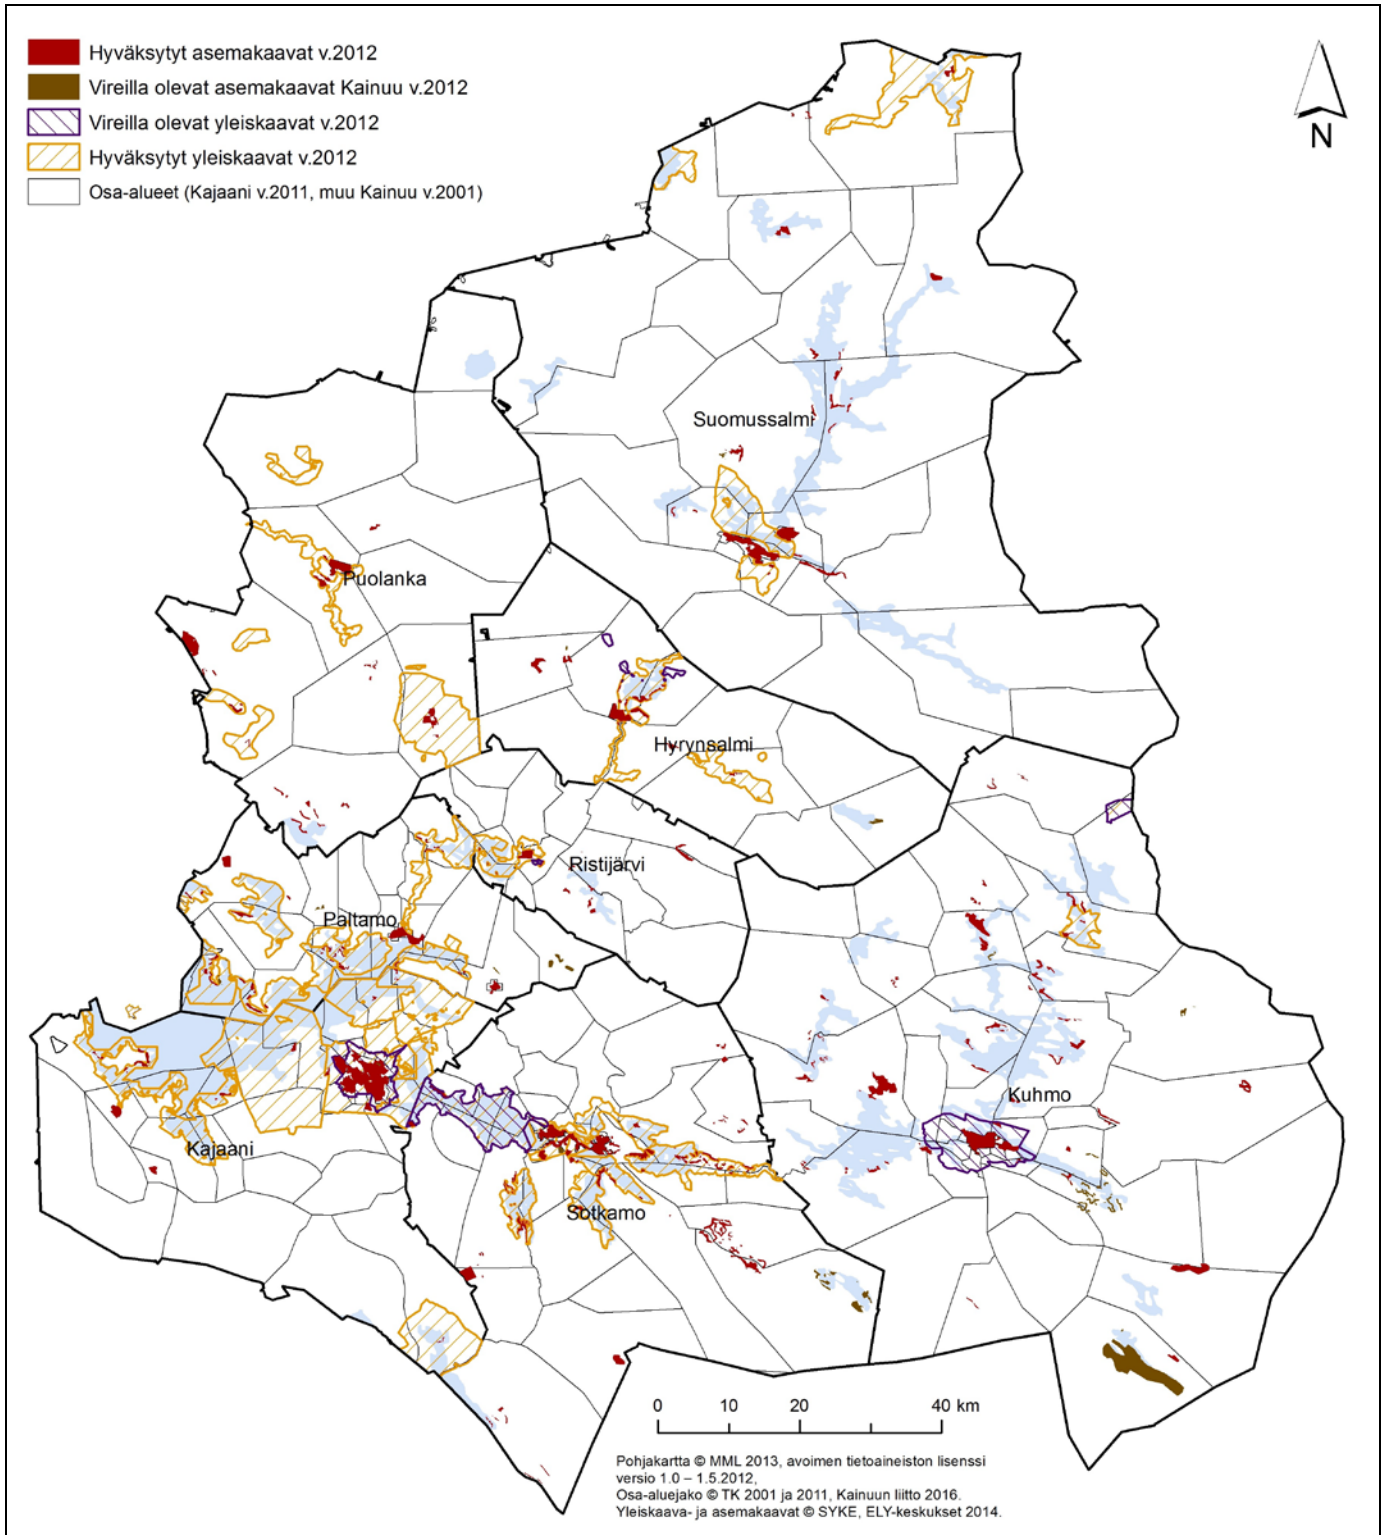 Hyväksytyt asemakaavat v.2012
Vireilla olevat asemakaavat Kainuu v.2012
Vireilla olevat yleiskaavat v.2012
Hyväksytyt yleiskaavat v.2012
Osa-alueet (Kajaani v.2011, muu Kainuu v.2001)
N
Suomussalmi
Puolanka
Hyrynsalmi
Ristijärvi
Paltamo
Kuhmo
Kajaani
Sotkamo
0 10 20 40 km
Pohjakartta © MML 2013, avoimen tietoaineiston lisenssi
versio 1.0 – 1.5.2012,
Osa-aluejako © TK 2001 ja 2011, Kainuun liitto 2016.
Yleiskaava- ja asemakaavat © SYKE, ELY-keskukset 2014.